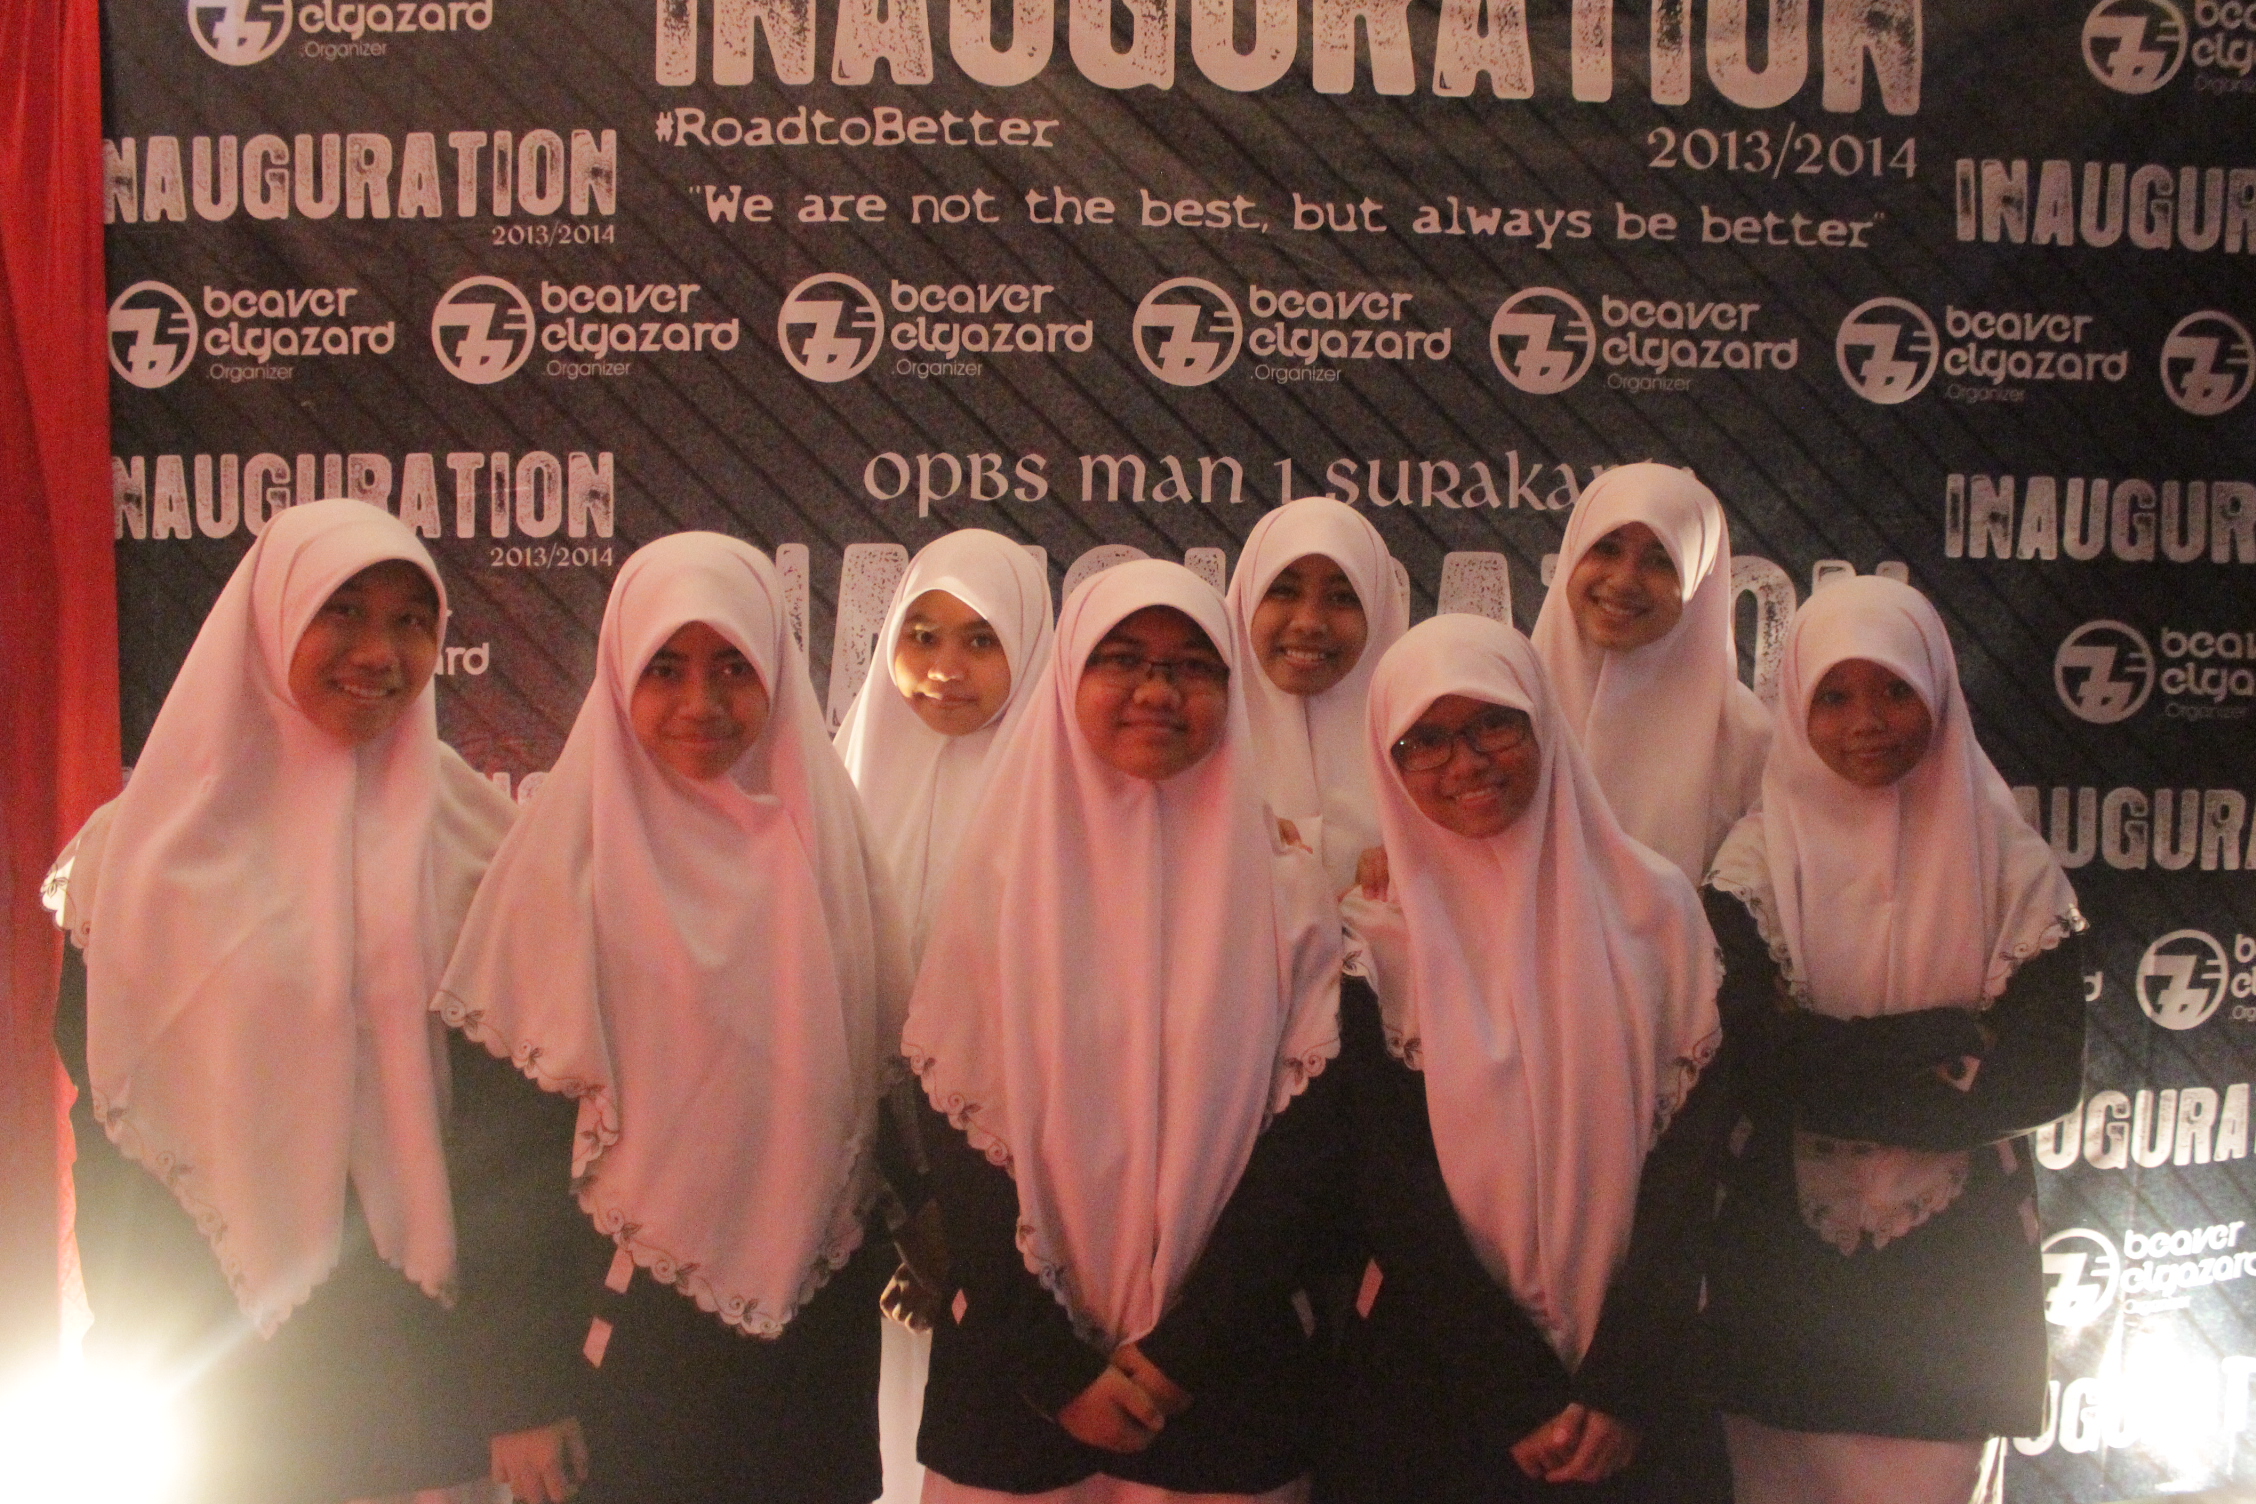 elgazard
.Organizer
INAUGURATION
#RoadtoBetter
2013/2014
"We are not the best, but always be better"
INAUGURATION
2013/2014
INAUGUR
beaver elgazard .Organizer
beaver elgazard .Organizer
beaver elgazard .Organizer
beaver elgazard .Organizer
beaver elgazard .Organizer
beaver elgazard .Organizer
OPBS MAN 1 SURAKARTA
INAUGURATION
2013/2014
INAUGUR
beaver
elgazard
.Organizer